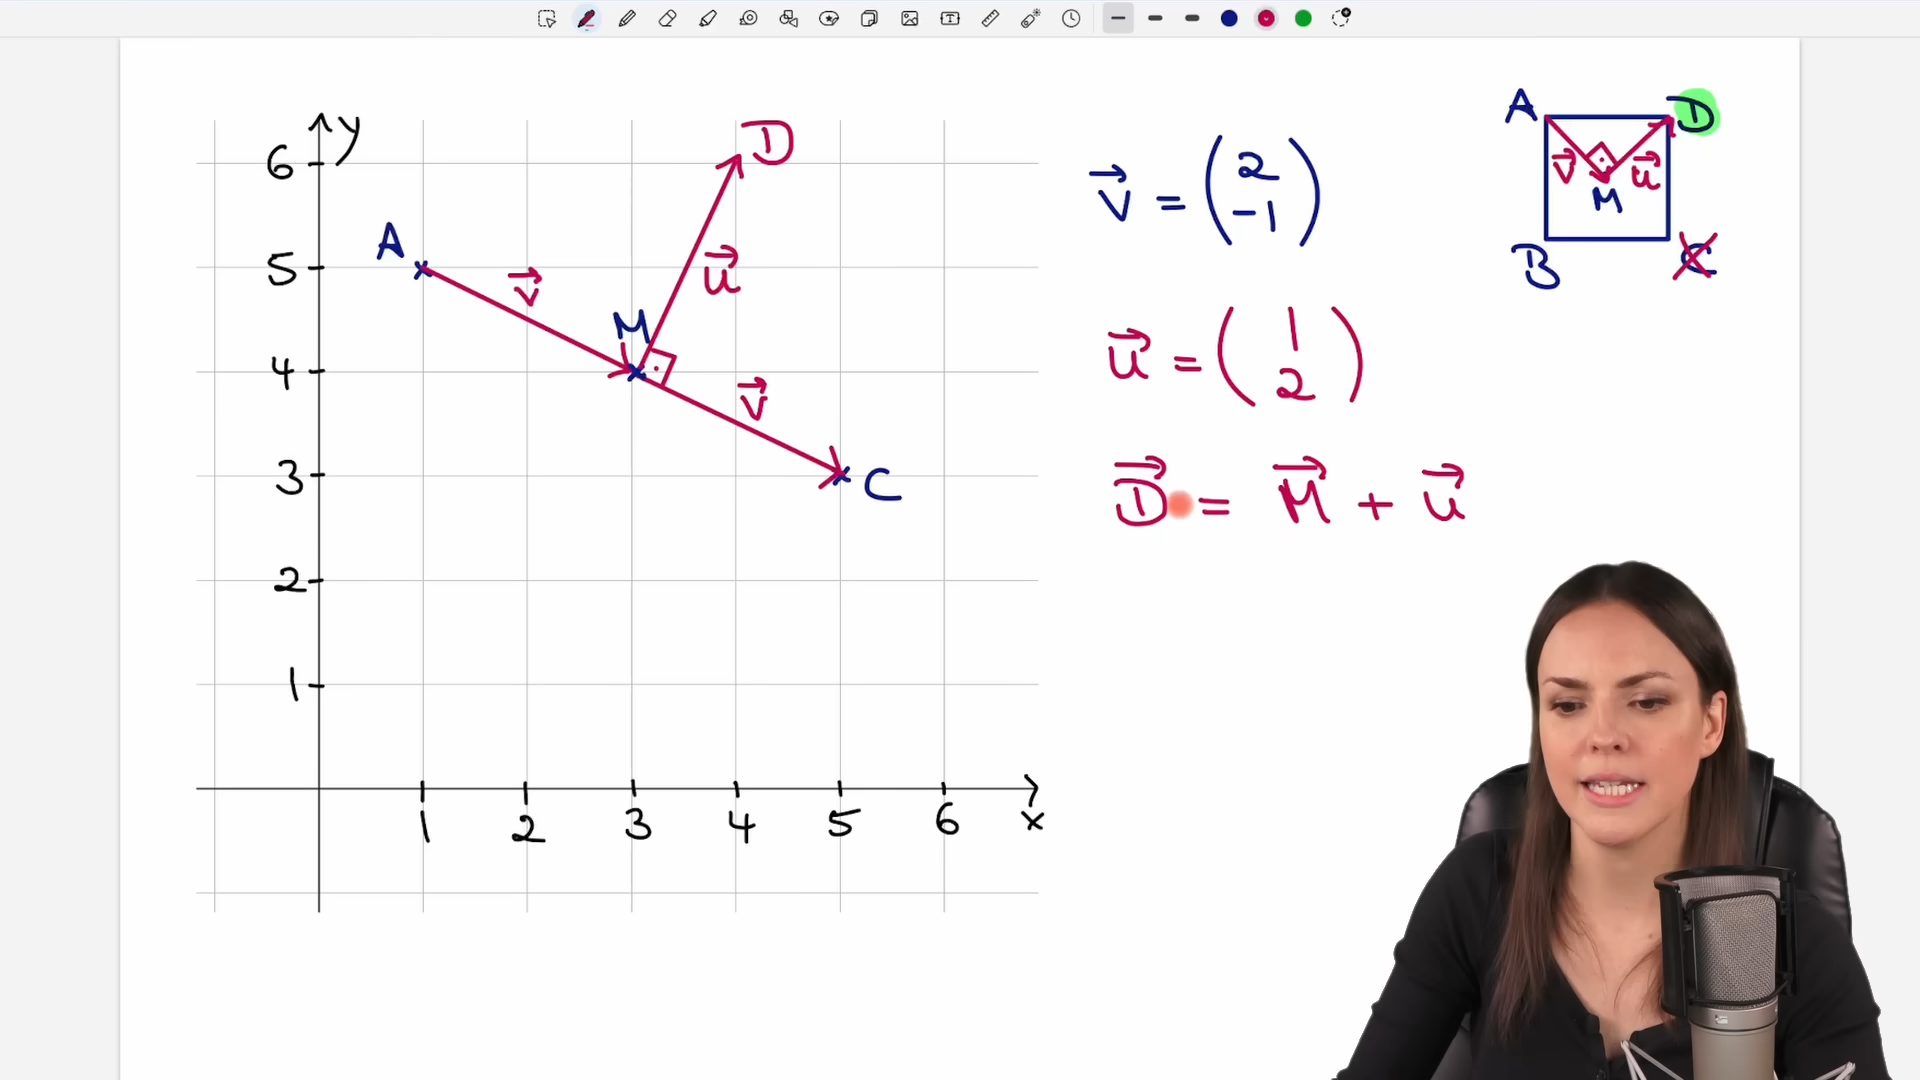 y
6
D
A
5
v⃗
u⃗
M
4
v⃗
3
C
2
1
1 2 3 4 5 6 x
v⃗ = (2
-1)
u⃗ = (1
2)
D⃗ = M⃗ + u⃗
A D
v⃗ u⃗
M
B C